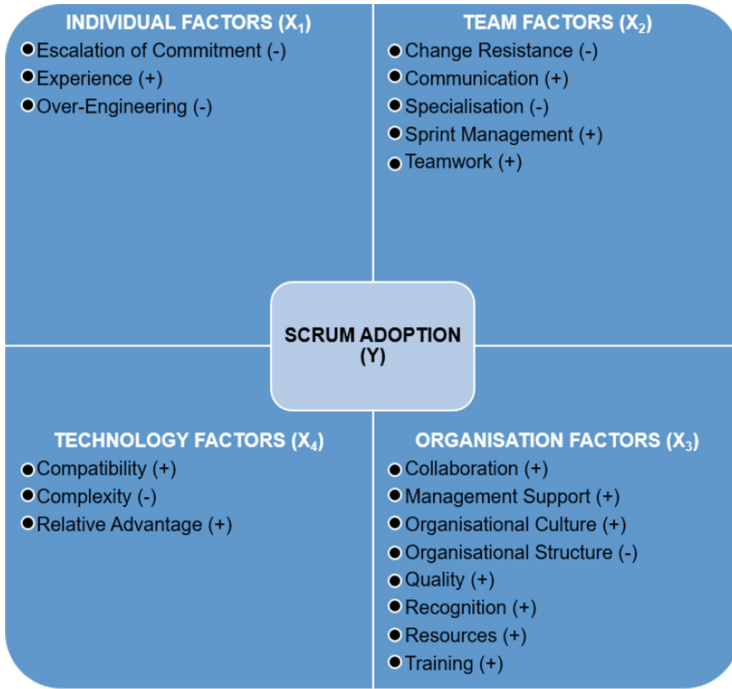 INDIVIDUAL FACTORS (X₁)
Escalation of Commitment (-)
Experience (+)
Over-Engineering (-)
TEAM FACTORS (X₂)
Change Resistance (-)
Communication (+)
Specialisation (-)
Sprint Management (+)
Teamwork (+)
SCRUM ADOPTION
(Y)
TECHNOLOGY FACTORS (X₄)
Compatibility (+)
Complexity (-)
Relative Advantage (+)
ORGANISATION FACTORS (X₃)
Collaboration (+)
Management Support (+)
Organisational Culture (+)
Organisational Structure (-)
Quality (+)
Recognition (+)
Resources (+)
Training (+)